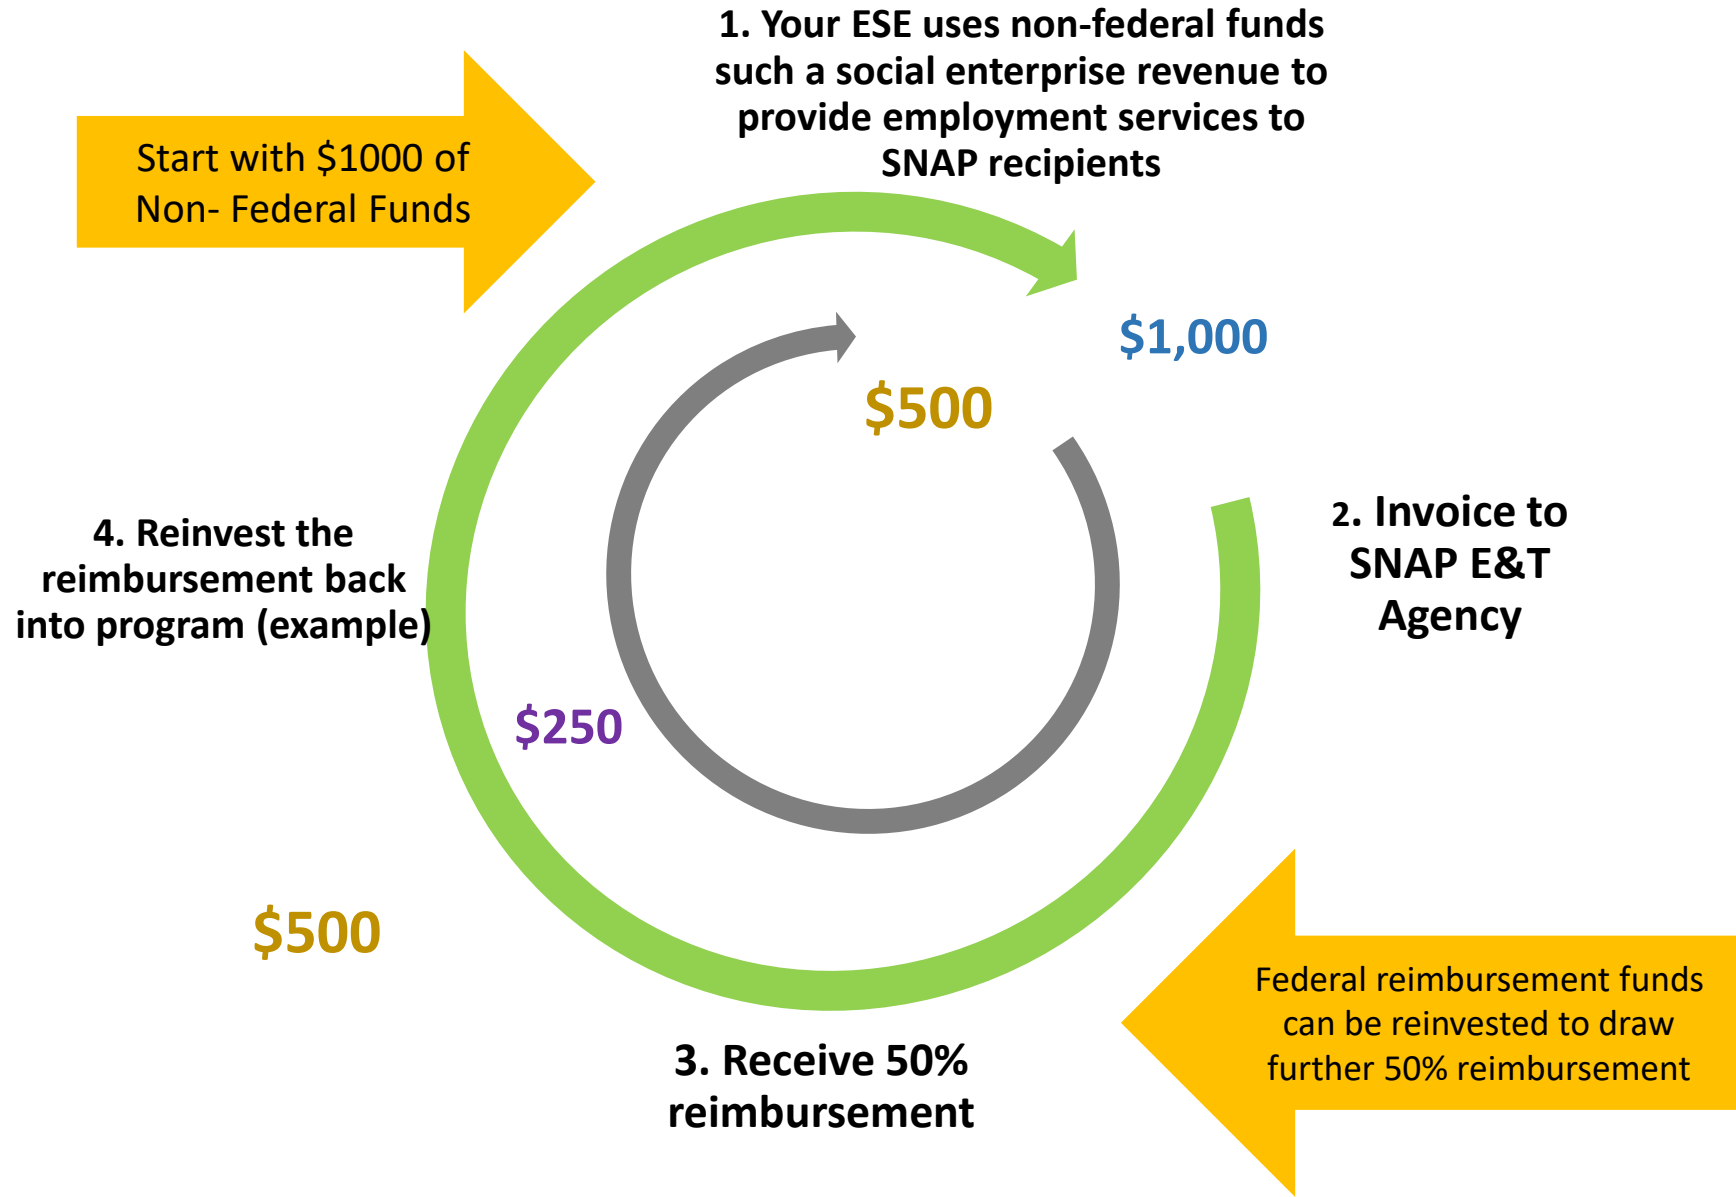 1. Your ESE uses non-federal funds
such a social enterprise revenue to
provide employment services to
SNAP recipients
Start with $1000 of
Non- Federal Funds
$1,000
$500
2. Invoice to
SNAP E&T
Agency
4. Reinvest the
reimbursement back
into program (example)
$250
$500
Federal reimbursement funds
can be reinvested to draw
further 50% reimbursement
3. Receive 50%
reimbursement